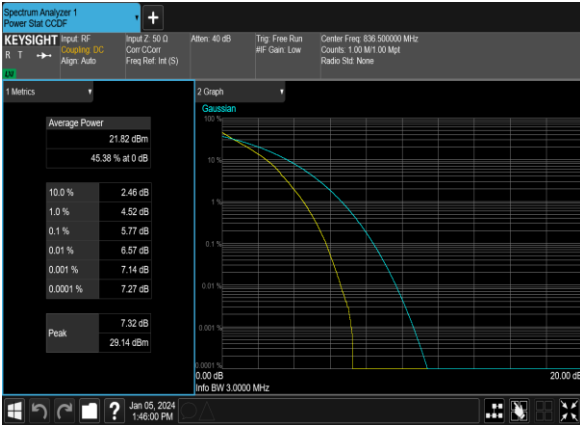 Spectrum Analyzer 1
Power Stat CCDF
+
KEYSIGHT
R T
LV
Input: RF
Coupling: DC
Align: Auto
Input Z: 50 Ω
Corr CCorr
Freq Ref: Int (S)
Atten: 40 dB
Trig: Free Run
#IF Gain: Low
Center Freq: 836.500000 MHz
Counts: 1.00 M/1.00 Mpt
Radio Std: None
1 Metrics
Average Power
21.82 dBm
45.38 % at 0 dB
10.0 % 2.46 dB
1.0 % 4.52 dB
0.1 % 5.77 dB
0.01 % 6.57 dB
0.001 % 7.14 dB
0.0001 % 7.27 dB
Peak
7.32 dB
29.14 dBm
2 Graph
Gaussian
100 %
10 %
1 %
0.1 %
0.01 %
0.001 %
0.0001 %
0.00 dB
20.00 dB
Info BW 3.0000 MHz
?
Jan 05, 2024
1:46:00 PM